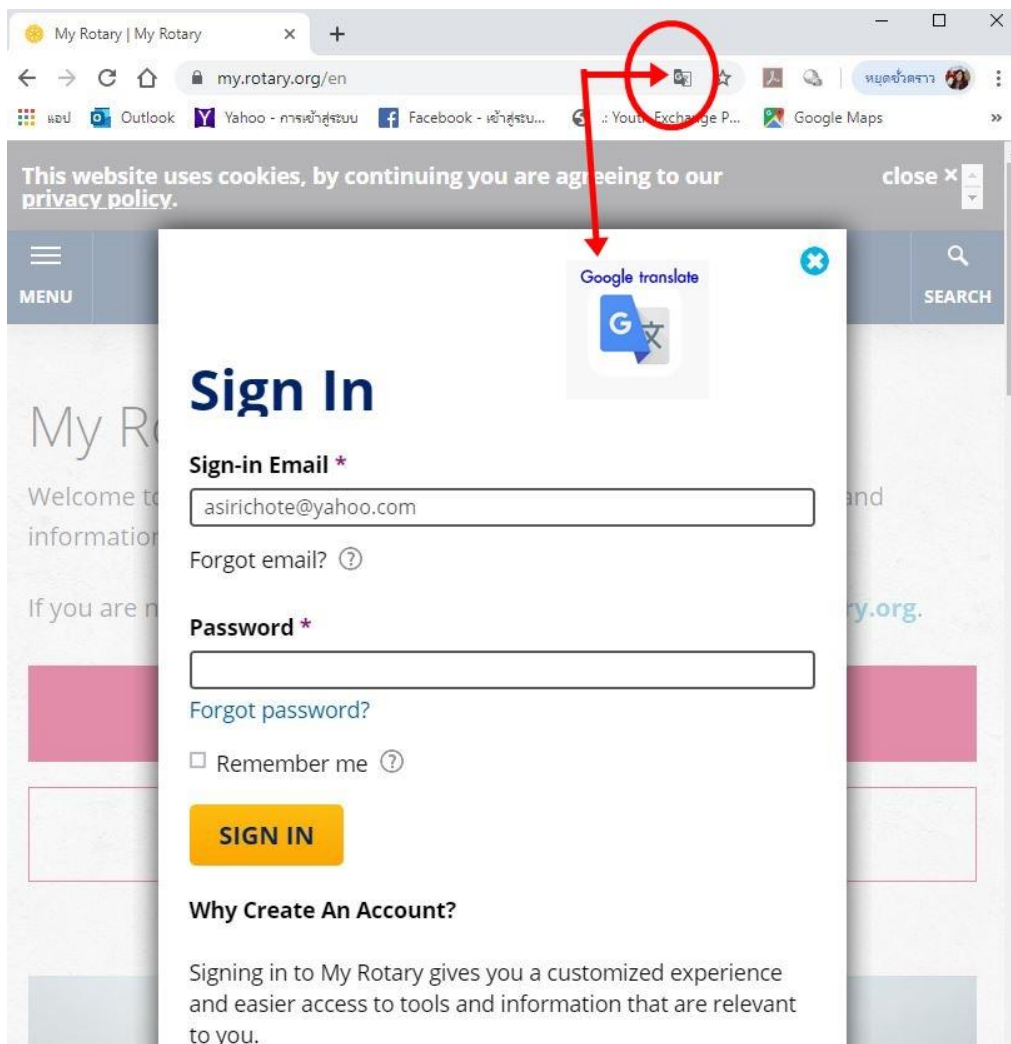 My Rotary | My Rotary
my.rotary.org/en
หยุดชั่วคราว
แอป Outlook Yahoo - การเข้าสู่ระบบ Facebook - เข้าสู่ระบ... .: Youth Exchange P... Google Maps »
This website uses cookies, by continuing you are agreeing to our
privacy policy.
close ×
MENU
SEARCH
Google translate
G 文
Sign In
My R
Sign-in Email *
Welcome to
asirichote@yahoo.com
and
information
Forgot email? ?
If you are n
ry.org.
Password *
Forgot password?
Remember me ?
SIGN IN
Why Create An Account?
Signing in to My Rotary gives you a customized experience
and easier access to tools and information that are relevant
to you.